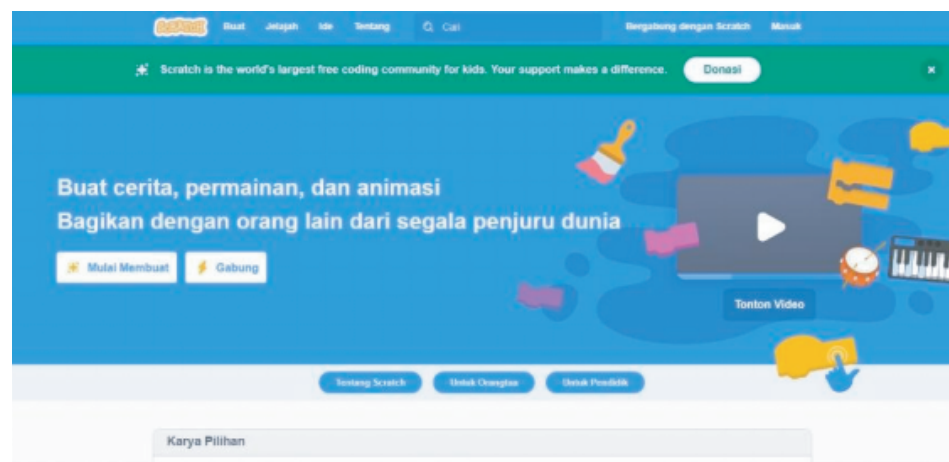 SCRATCH Buat Jelajah Ide Tentang Cari Bergabung dengan Scratch Masuk
Scratch is the world's largest free coding community for kids. Your support makes a difference. Donasi
Buat cerita, permainan, dan animasi
Bagikan dengan orang lain dari segala penjuru dunia
Mulai Membuat Gabung
Tonton Video
Tentang Scratch Untuk Orangtua Untuk Pendidik
Karya Pilihan